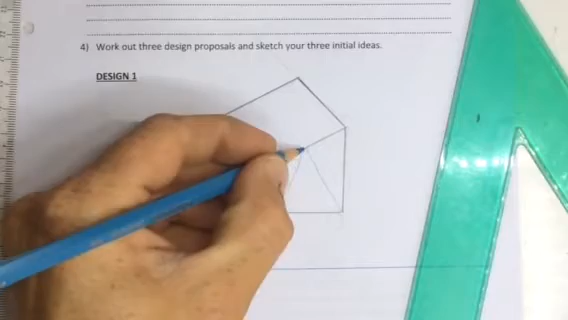 4) Work out three design proposals and sketch your three initial ideas.
DESIGN 1